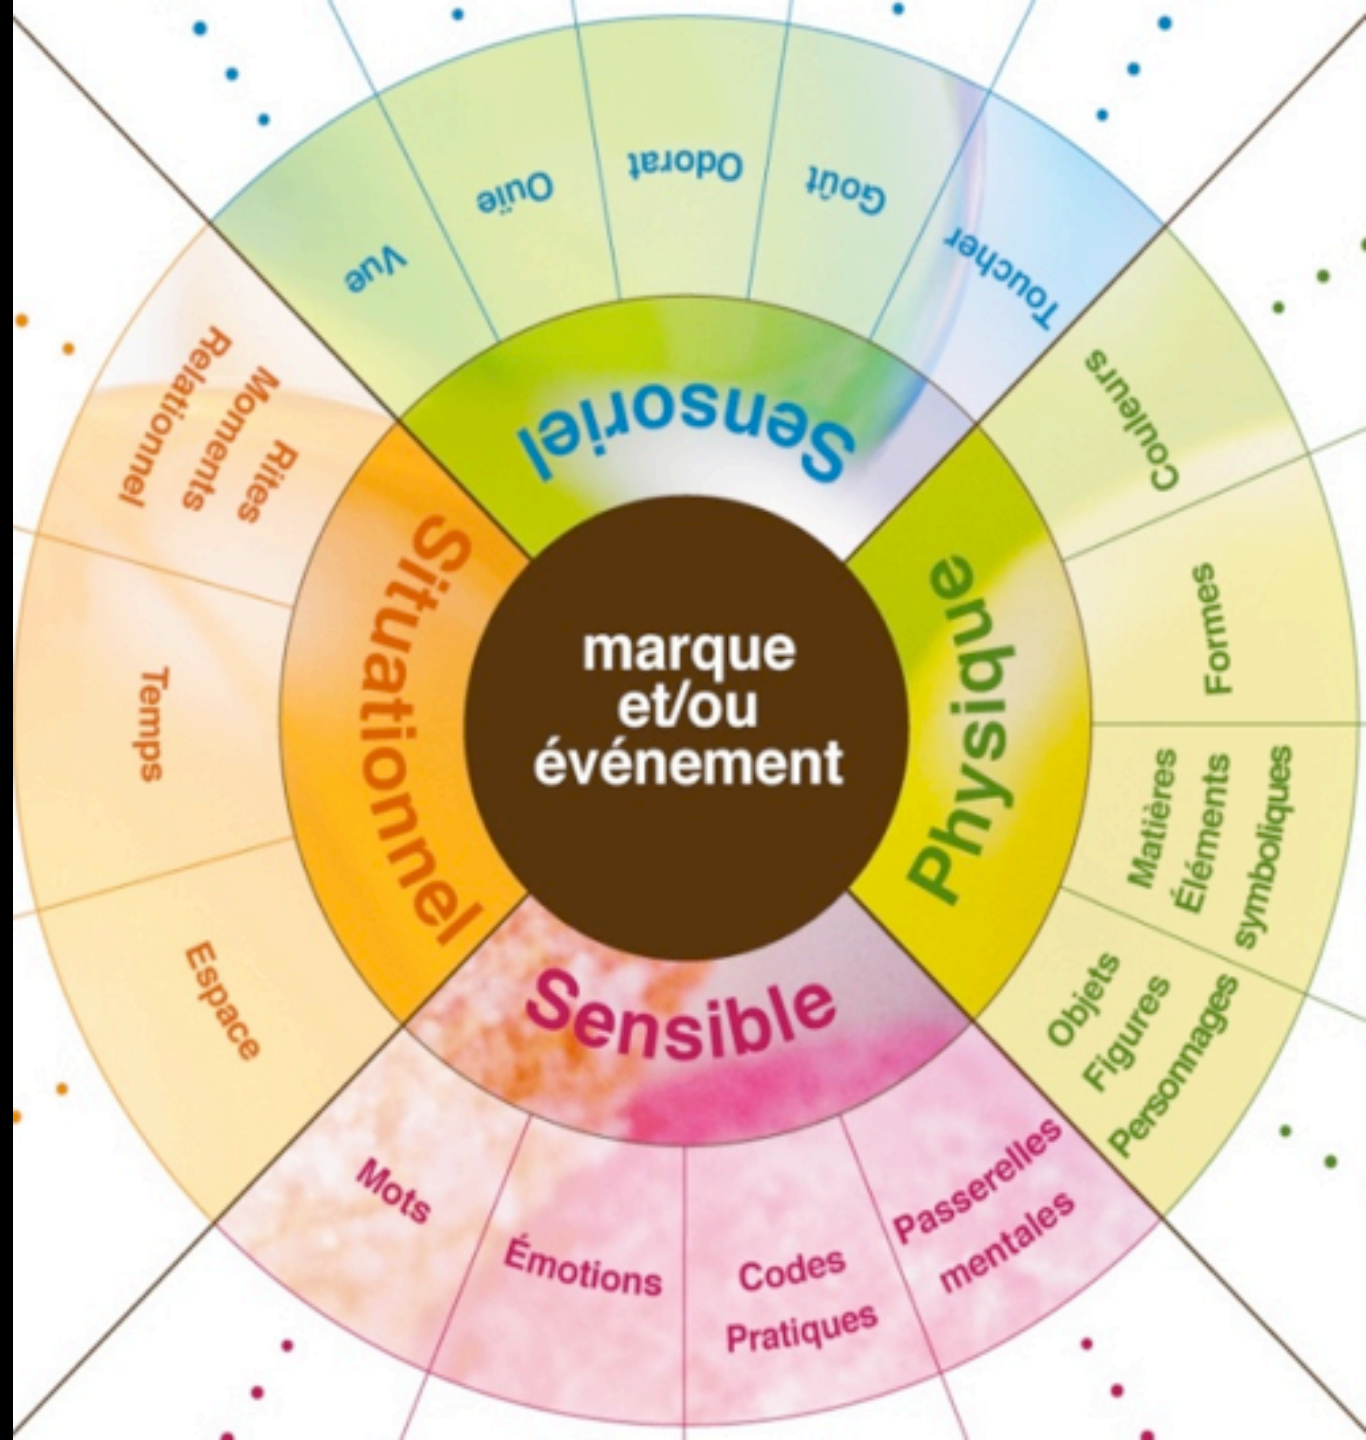 marque
et/ou
événement
Sensoriel
Vue
Ouïe
Odorat
Goût
Toucher
Physique
Couleurs
Formes
Matières
Éléments
symboliques
Objets
Figures
Personnages
Sensible
Mots
Émotions
Codes
Pratiques
Passerelles
mentales
Situationnel
Rites
Moments
Relationnel
Temps
Espace